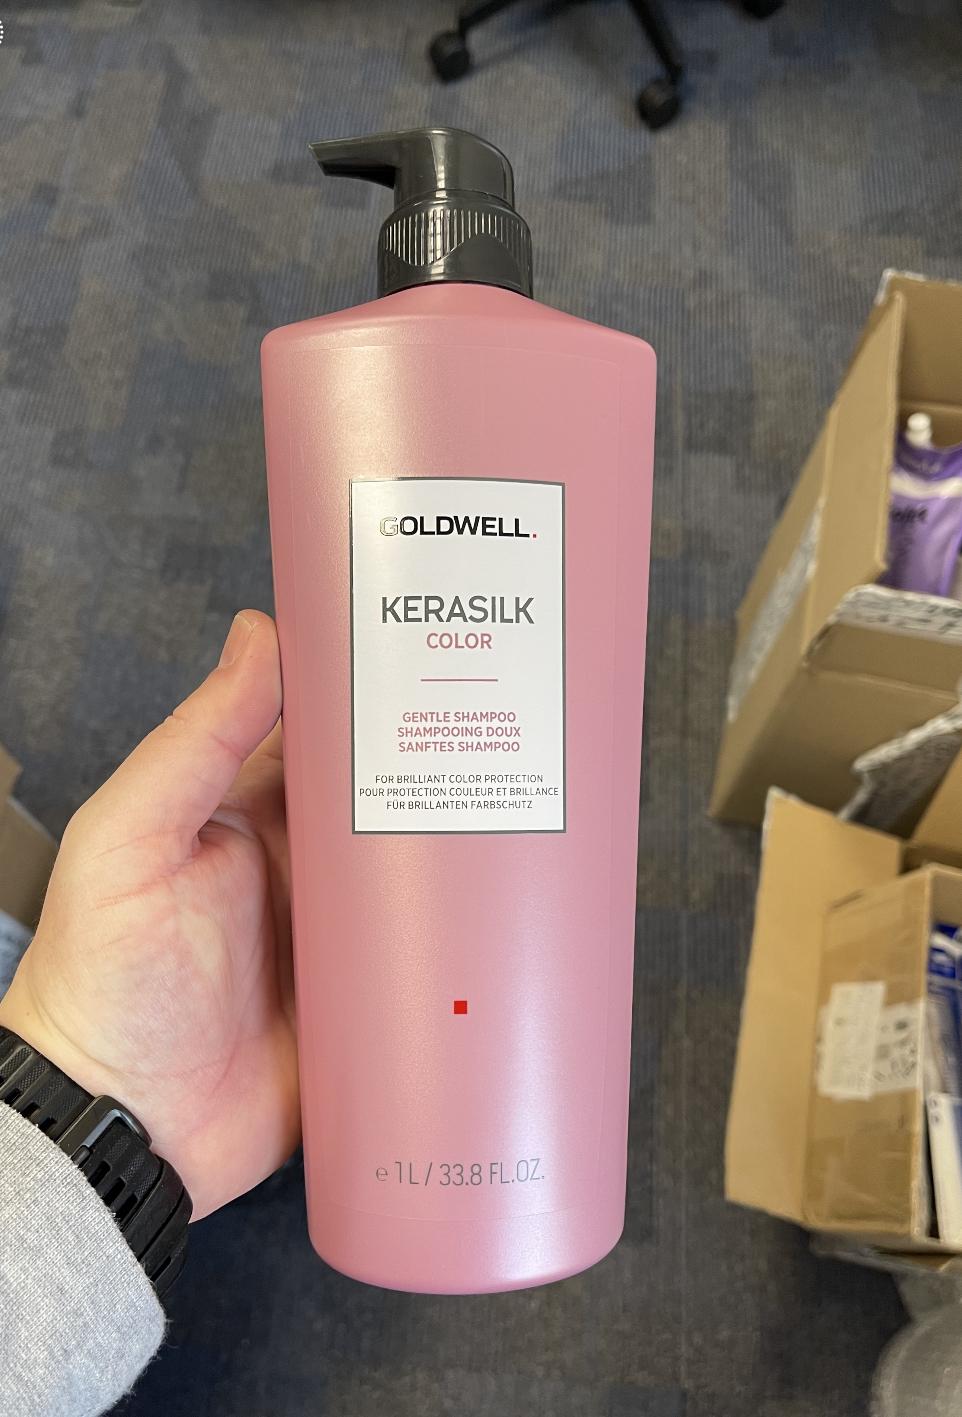 GOLDWELL.
KERASILK
COLOR
GENTLE SHAMPOO
SHAMPOOING DOUX
SANFTES SHAMPOO
FOR BRILLIANT COLOR PROTECTION
POUR PROTECTION COULEUR ET BRILLANCE
FÜR BRILLANTEN FARBSCHUTZ
e 1 L / 33.8 FL.OZ.